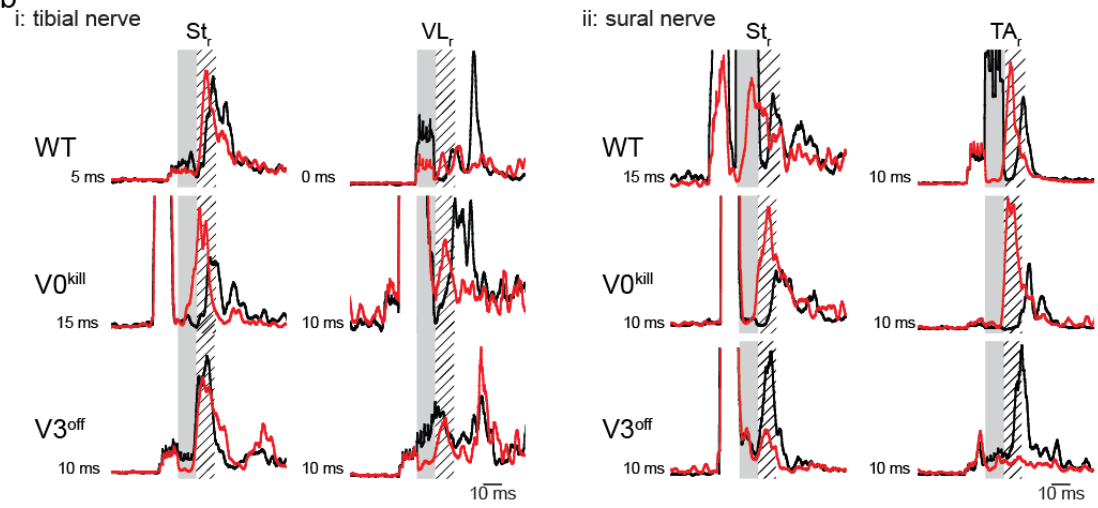 b
i: tibial nerve
ii: sural nerve
Str
VLr
Str
TAr
WT
5 ms
0 ms
WT
15 ms
10 ms
V0kill
15 ms
10 ms
V0kill
10 ms
10 ms
V3off
10 ms
10 ms
V3off
10 ms
10 ms
10 ms
10 ms